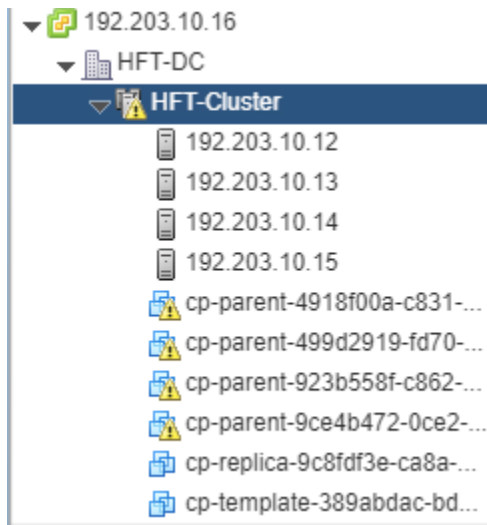 192.203.10.16
HFT-DC
HFT-Cluster
192.203.10.12
192.203.10.13
192.203.10.14
192.203.10.15
cp-parent-4918f00a-c831-...
cp-parent-499d2919-fd70-...
cp-parent-923b558f-c862-...
cp-parent-9ce4b472-0ce2-...
cp-replica-9c8fdf3e-ca8a-...
cp-template-389abdac-bd...